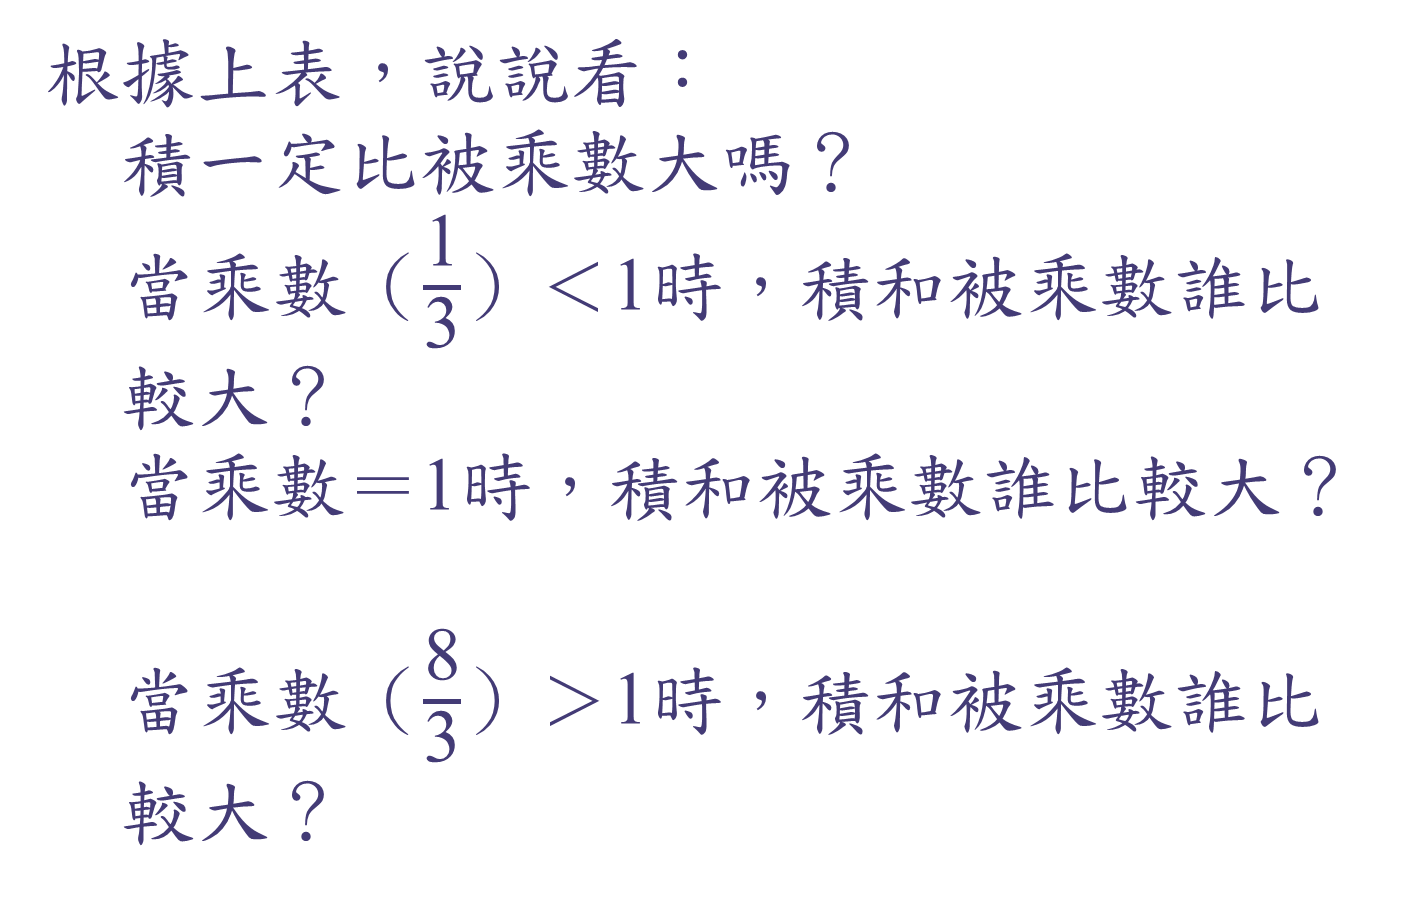 根據上表，說說看：
積一定比被乘數大嗎？
當乘數（1/3）＜1時，積和被乘數誰比
較大？
當乘數＝1時，積和被乘數誰比較大？
當乘數（8/3）＞1時，積和被乘數誰比
較大？